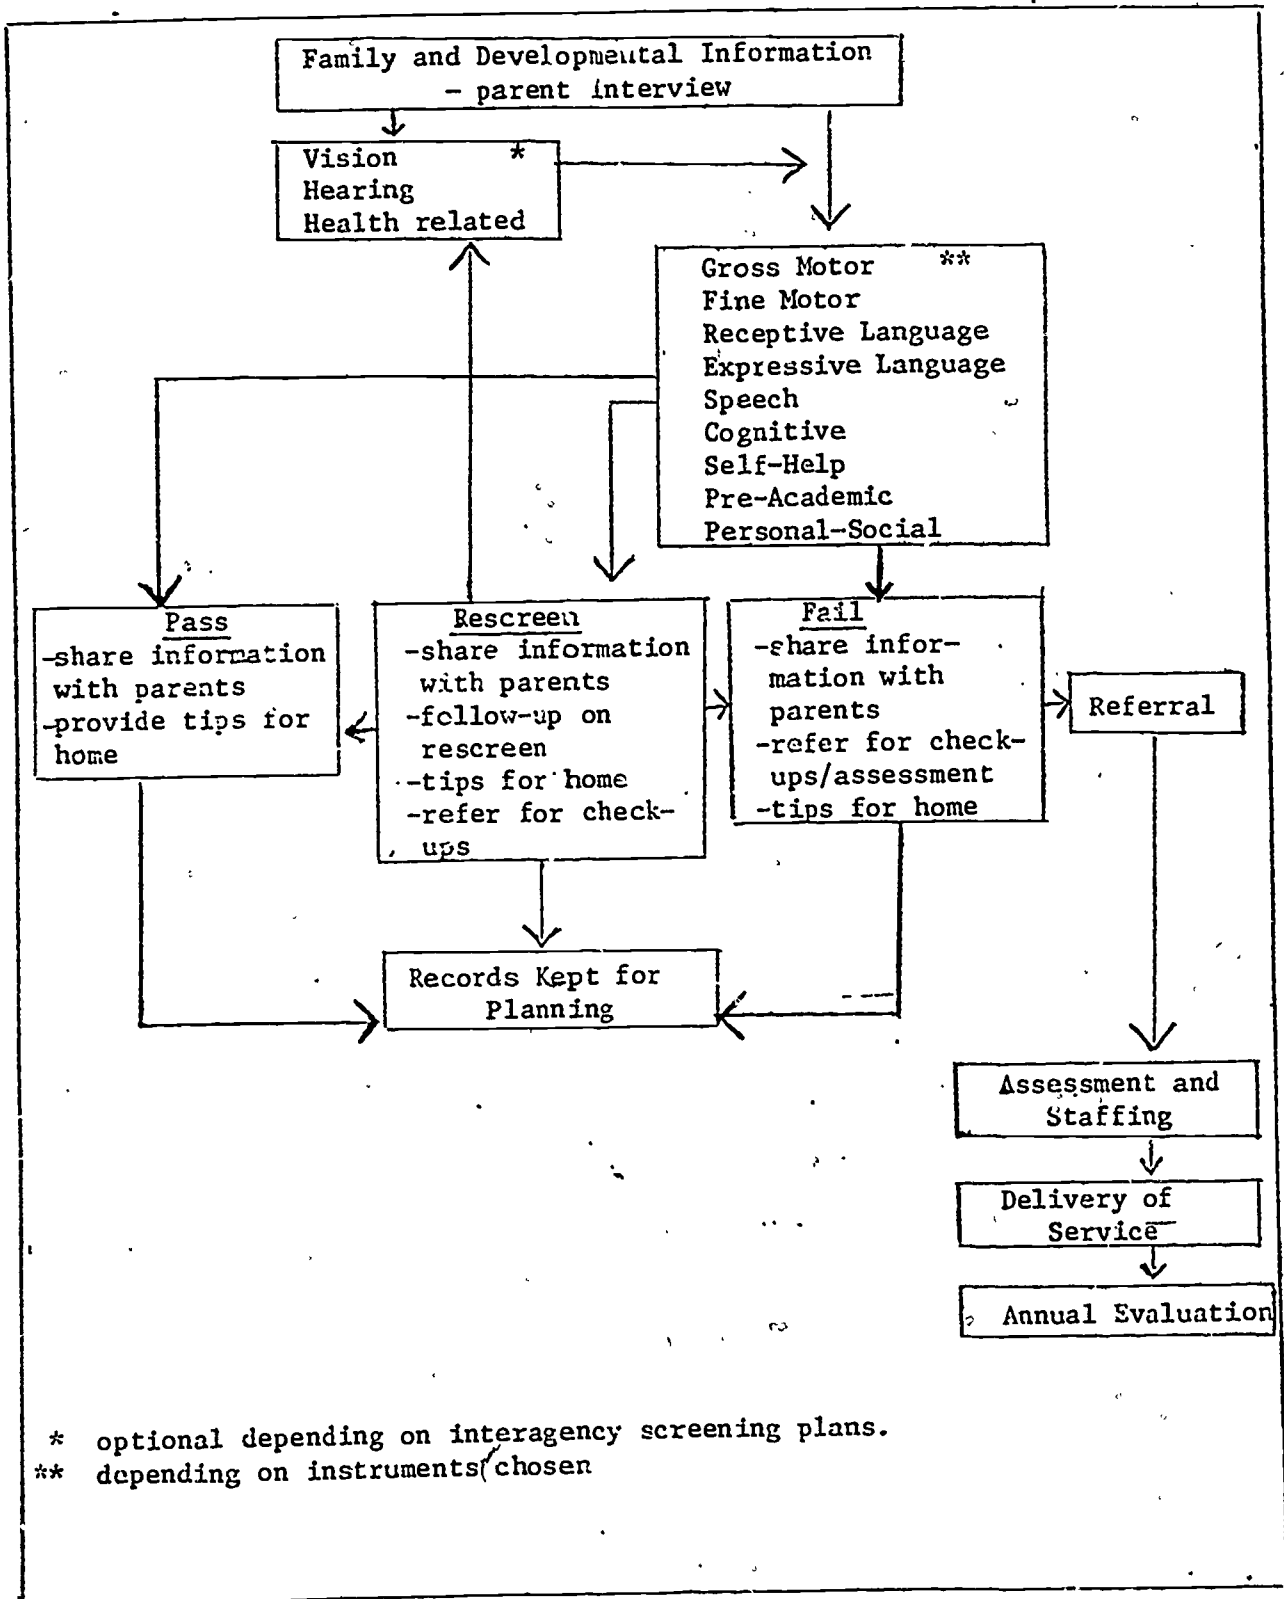 Family and Developmental Information
- parent interview
Vision *
Hearing
Health related
Gross Motor **
Fine Motor
Receptive Language
Expressive Language
Speech
Cognitive
Self-Help
Pre-Academic
Personal-Social
Pass
-share information
with parents
-provide tips for
home
Rescreen
-share information
with parents
-follow-up on
rescreen
-tips for home
-refer for check-
ups
Fail
-share infor-
mation with
parents
-refer for check-
ups/assessment
-tips for home
Referral
Records Kept for
Planning
Assessment and
Staffing
Delivery of
Service
Annual Evaluation
* optional depending on interagency screening plans.
** depending on instruments chosen